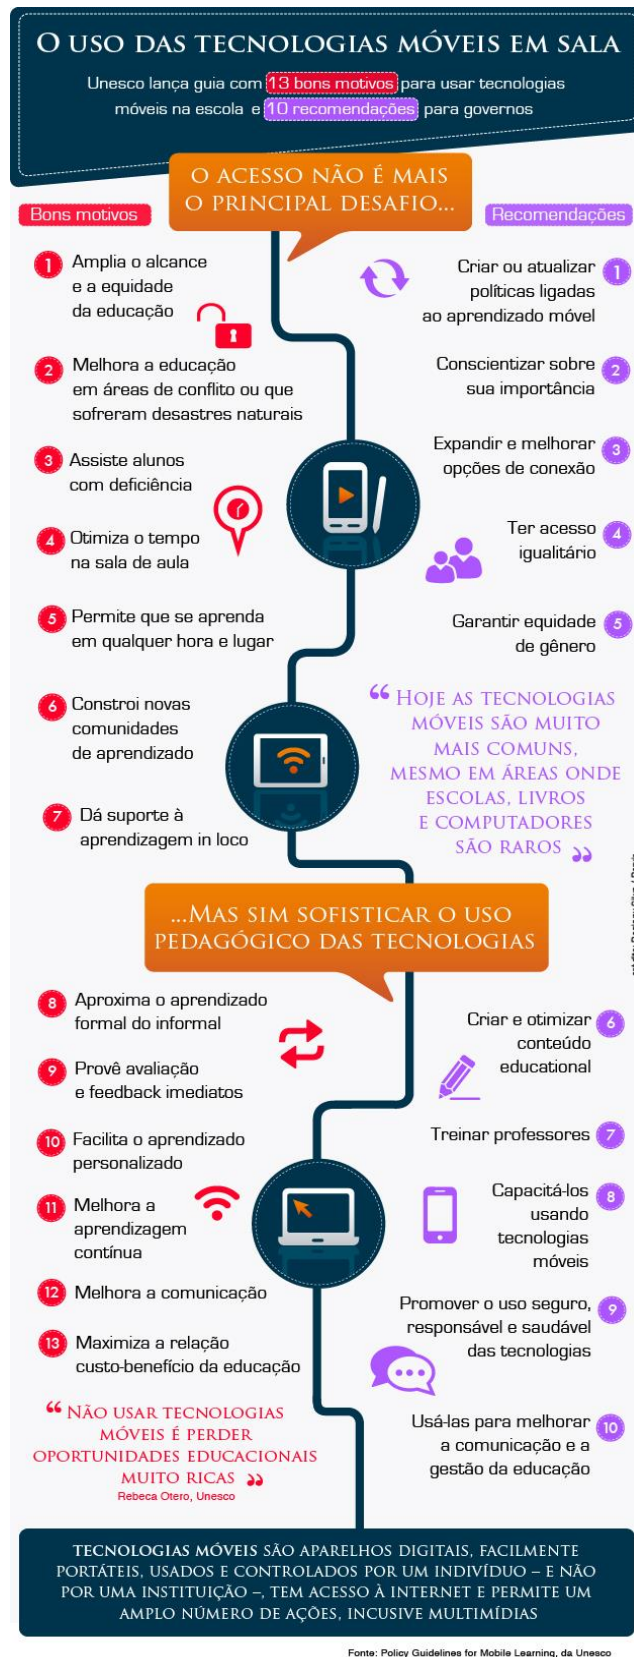 O USO DAS TECNOLOGIAS MÓVEIS EM SALA
Unesco lança guia com 13 bons motivos para usar tecnologias
móveis na escola e 10 recomendações para governos
O ACESSO NÃO É MAIS
O PRINCIPAL DESAFIO...
Bons motivos
1 Amplia o alcance
e a equidade
da educação
2 Melhora a educação
em áreas de conflito ou que
sofreram desastres naturais
3 Assiste alunos
com deficiência
4 Otimiza o tempo
na sala de aula
5 Permite que se aprenda
em qualquer hora e lugar
6 Constroi novas
comunidades
de aprendizado
7 Dá suporte à
aprendizagem in loco
Recomendações
Criar ou atualizar 1
políticas ligadas
ao aprendizado móvel
Conscientizar sobre 2
sua importância
Expandir e melhorar 3
opções de conexão
Ter acesso 4
igualitário
Garantir equidade 5
de gênero
“ HOJE AS TECNOLOGIAS
MÓVEIS SÃO MUITO
MAIS COMUNS,
MESMO EM ÁREAS ONDE
ESCOLAS, LIVROS
E COMPUTADORES
SÃO RAROS ”
...MAS SIM SOFISTICAR O USO
PEDAGÓGICO DAS TECNOLOGIAS
8 Aproxima o aprendizado
formal do informal
9 Provê avaliação
e feedback imediatos
10 Facilita o aprendizado
personalizado
11 Melhora a
aprendizagem
contínua
12 Melhora a comunicação
13 Maximiza a relação
custo-benefício da educação
“ NÃO USAR TECNOLOGIAS
MÓVEIS É PERDER
OPORTUNIDADES EDUCACIONAIS
MUITO RICAS ”
Rebeca Otero, Unesco
Criar e otimizar 6
conteúdo
educational
Treinar professores 7
Capacitá-los 8
usando
tecnologias
móveis
Promover o uso seguro, 9
responsável e saudável
das tecnologias
Usá-las para melhorar 10
a comunicação e a
gestão da educação
TECNOLOGIAS MÓVEIS SÃO APARELHOS DIGITAIS, FACILMENTE
PORTÁTEIS, USADOS E CONTROLADOS POR UM INDIVÍDUO – E NÃO
POR UMA INSTITUIÇÃO –, TEM ACESSO À INTERNET E PERMITE UM
AMPLO NÚMERO DE AÇÕES, INCUSIVE MULTIMÍDIAS
Fonte: Policy Guidelines for Mobile Learning, da Unesco